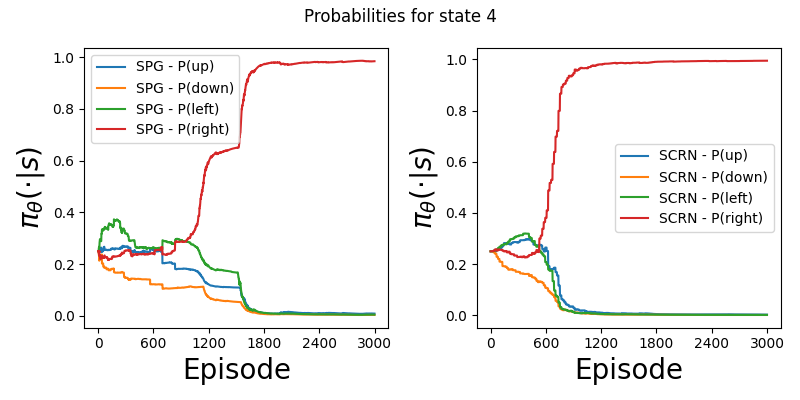 Probabilities for state 4
1.0
0.8
0.6
0.4
0.2
0.0
π_θ(·|s)
SPG - P(up)
SPG - P(down)
SPG - P(left)
SPG - P(right)
0 600 1200 1800 2400 3000
Episode
1.0
0.8
0.6
0.4
0.2
0.0
π_θ(·|s)
SCRN - P(up)
SCRN - P(down)
SCRN - P(left)
SCRN - P(right)
0 600 1200 1800 2400 3000
Episode